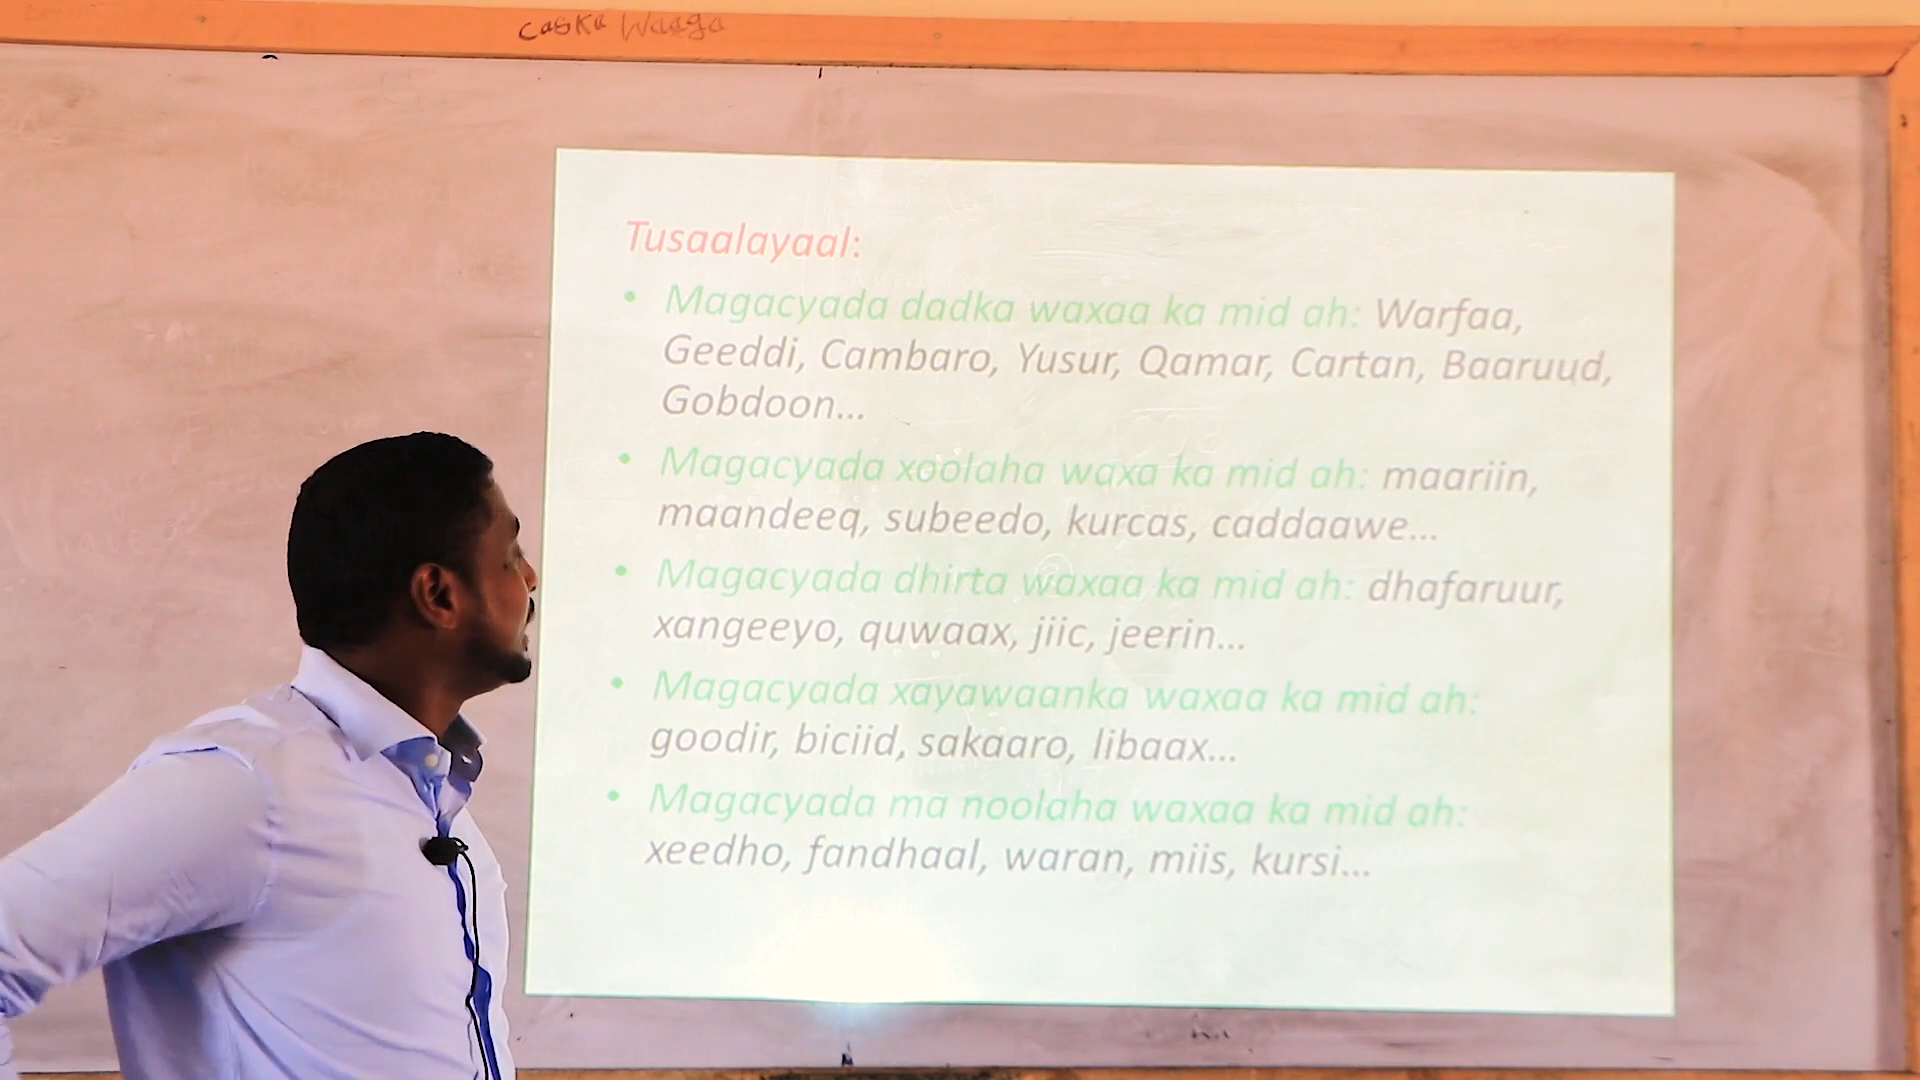 Caska Waaga
Tusaalayaal:
• Magacyada dadka waxaa ka mid ah: Warfaa,
Geeddi, Cambaro, Yusur, Qamar, Cartan, Baaruud,
Gobdoon...
• Magacyada xoolaha waxa ka mid ah: maariin,
maandeeq, subeedo, kurcas, caddaawe...
• Magacyada dhirta waxaa ka mid ah: dhafaruur,
xangeeyo, quwaax, jiic, jeerin...
• Magacyada xayawaanka waxaa ka mid ah:
goodir, biciid, sakaaro, libaax...
• Magacyada ma noolaha waxaa ka mid ah:
xeedho, fandhaal, waran, miis, kursi...